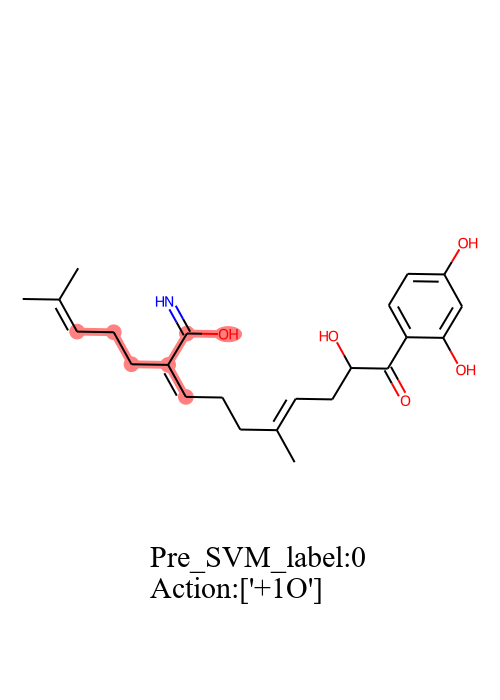 OH
HN
OH
HO
OH
O
Pre_SVM_label:0
Action:['+1O']